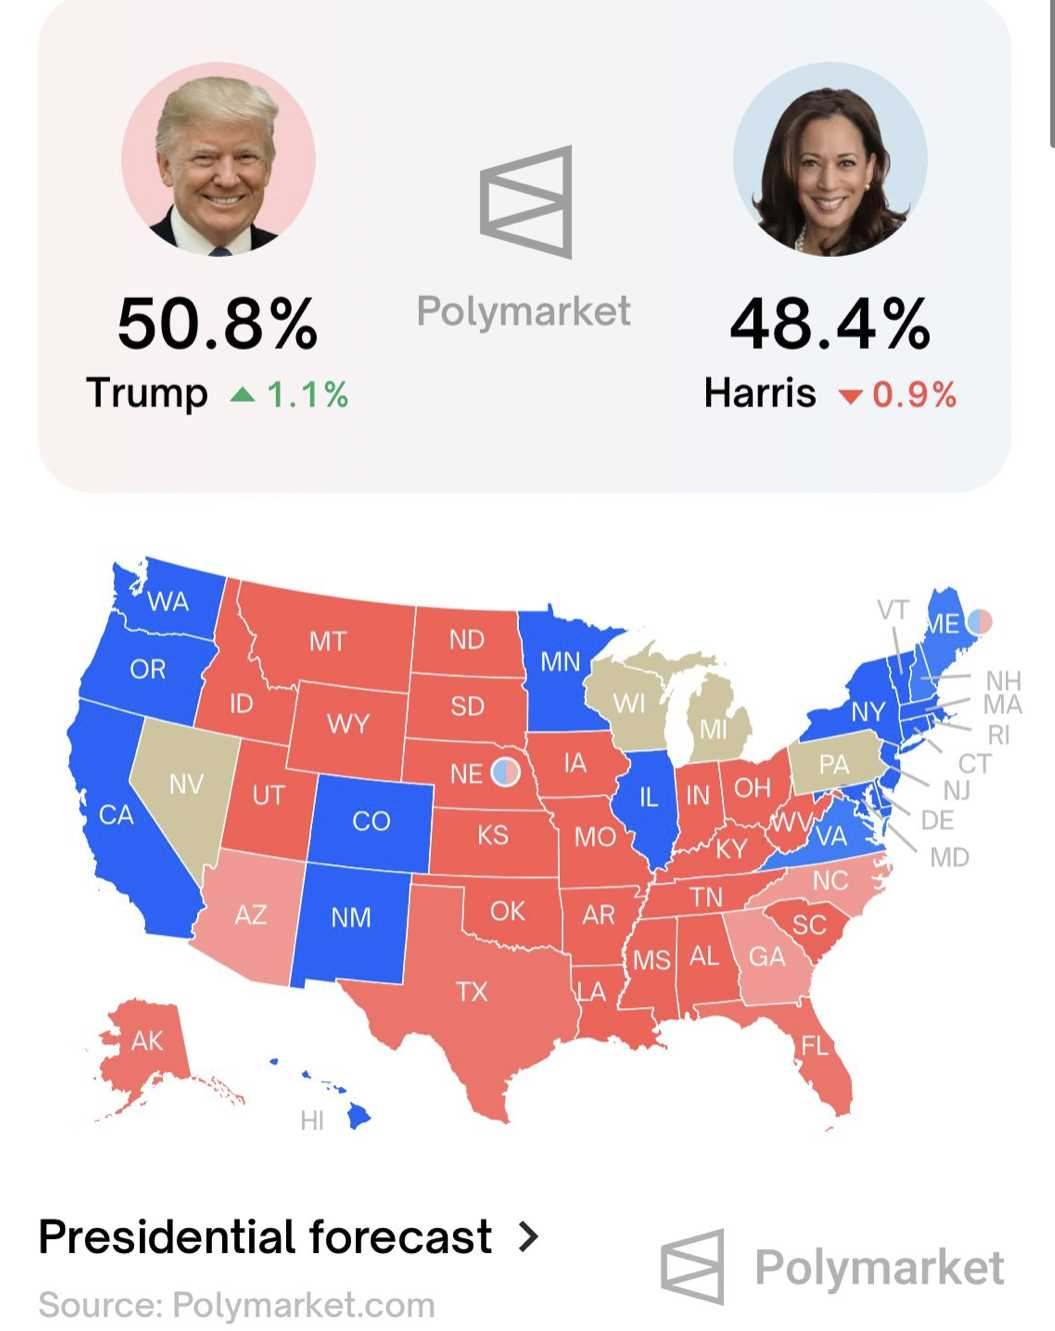 Polymarket
50.8%
48.4%
Trump ▲ 1.1%
Harris ▼ 0.9%
WA
OR
CA
NV
ID
MT
WY
UT
AZ
CO
NM
ND
SD
NE
KS
OK
TX
MN
IA
MO
AR
LA
WI
IL
MI
IN
OH
KY
TN
MS
AL
GA
FL
SC
NC
VA
WV
PA
NY
VT
ME
NH
MA
RI
CT
NJ
DE
MD
AK
HI
Presidential forecast >
Source: Polymarket.com
Polymarket